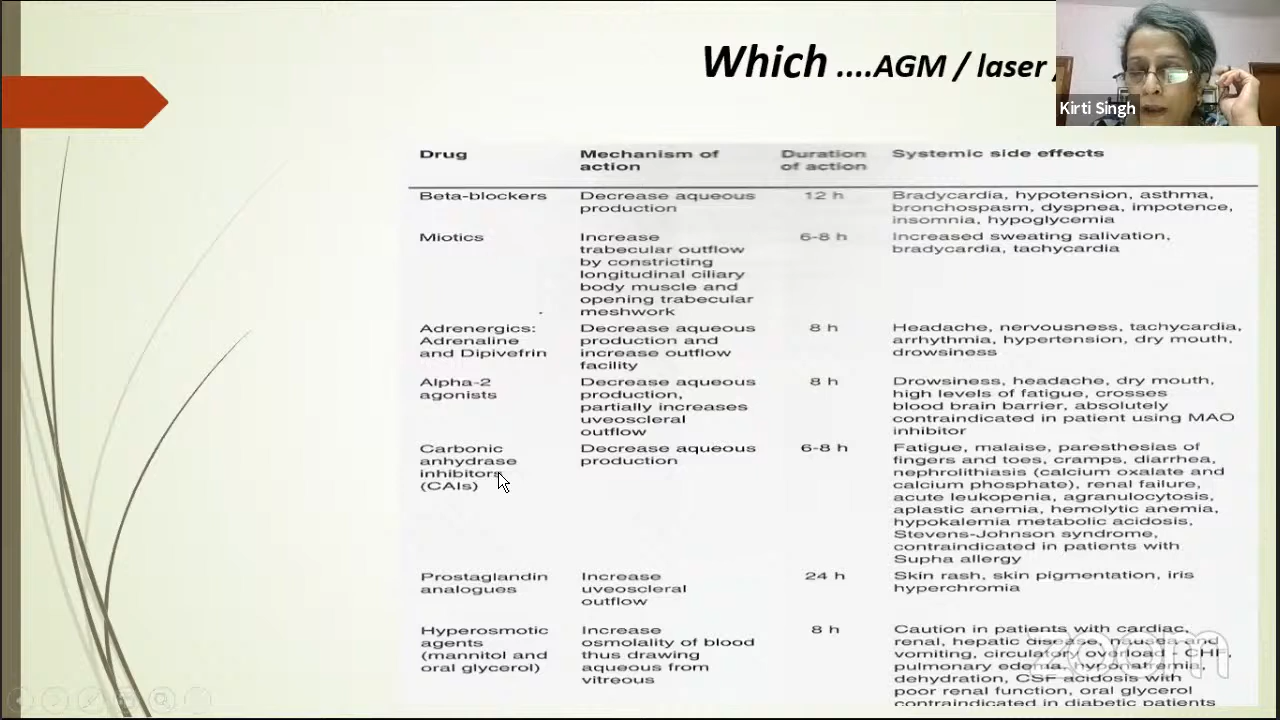 Which ....AGM / laser /
Kirti Singh
Drug Mechanism of action Duration of action Systemic side effects
Beta-blockers
Decrease aqueous
production
12 h
Bradycardia, hypotension, asthma,
bronchospasm, dyspnea, impotence,
insomnia, hypoglycemia
Miotics
Increase
trabecular outflow
by constricting
longitudinal ciliary
body muscle and
opening trabecular
meshwork
6-8 h
Increased sweating salivation,
bradycardia, tachycardia
Adrenergics:
Adrenaline
and Dipivefrin
Decrease aqueous
production and
increase outflow
facility
8 h
Headache, nervousness, tachycardia,
arrhythmia, hypertension, dry mouth,
drowsiness
Alpha-2
agonists
Decrease aqueous
production,
partially increases
uveoscleral
outflow
8 h
Drowsiness, headache, dry mouth,
high levels of fatigue, crosses
blood brain barrier, absolutely
contraindicated in patient using MAO
inhibitor
Carbonic
anhydrase
inhibitors
(CAIs)
Decrease aqueous
production
6-8 h
Fatigue, malaise, paresthesias of
fingers and toes, cramps, diarrhea,
nephrolithiasis (calcium oxalate and
calcium phosphate), renal failure,
acute leukopenia, agranulocytosis,
aplastic anemia, hemolytic anemia,
hypokalemia metabolic acidosis,
Stevens-Johnson syndrome,
contraindicated in patients with
Supha allergy
Prostaglandin
analogues
Increase
uveoscleral
outflow
24 h
Skin rash, skin pigmentation, iris
hyperchromia
Hyperosmotic
agents
(mannitol and
oral glycerol)
Increase
osmolality of blood
thus drawing
aqueous from
vitreous
8 h
Caution in patients with cardiac,
renal, hepatic disease, nausea and
vomiting, circulatory overload CHF,
pulmonary edema, hyponatremia,
dehydration, CSF acidosis with
poor renal function, oral glycerol
contraindicated in diabetic patients
zoom